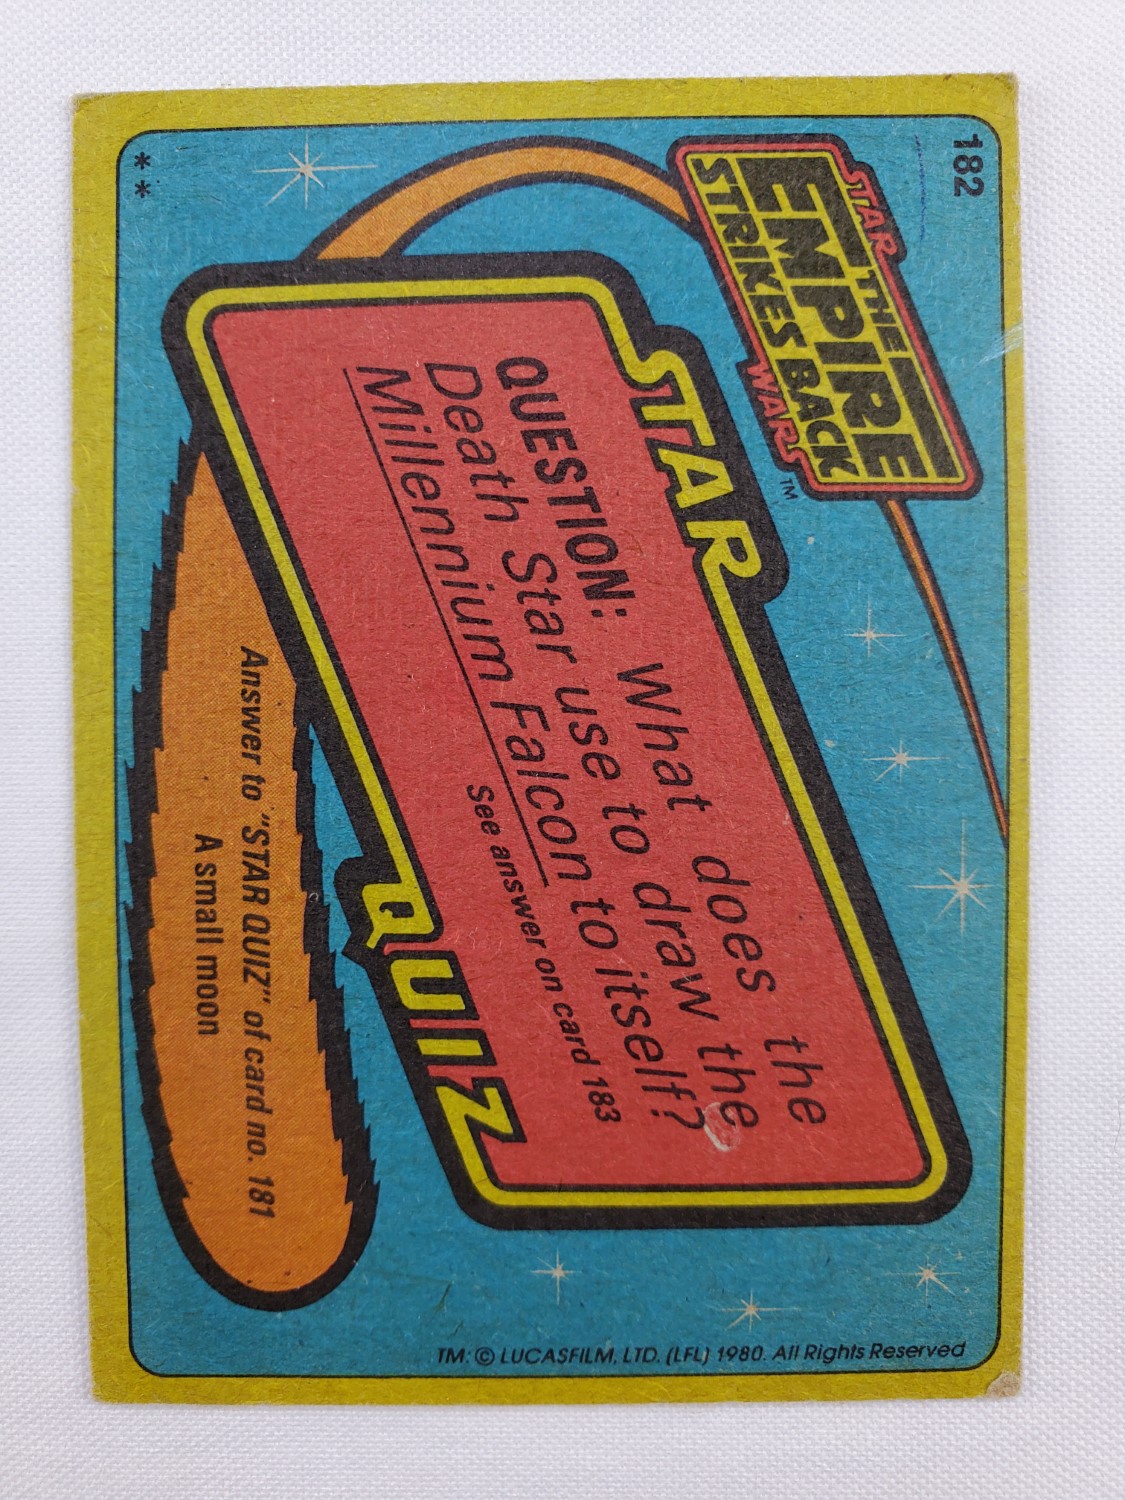 182
STAR
THE
EMPIRE
STRIKES BACK
WARS™
STAR
QUESTION: What does the
Death Star use to draw the
Millennium Falcon to itself?
See answer on card 183
QUIZ
Answer to "STAR QUIZ" of card no. 181
A small moon
**
TM: © LUCASFILM, LTD. (LFL) 1980. All Rights Reserved